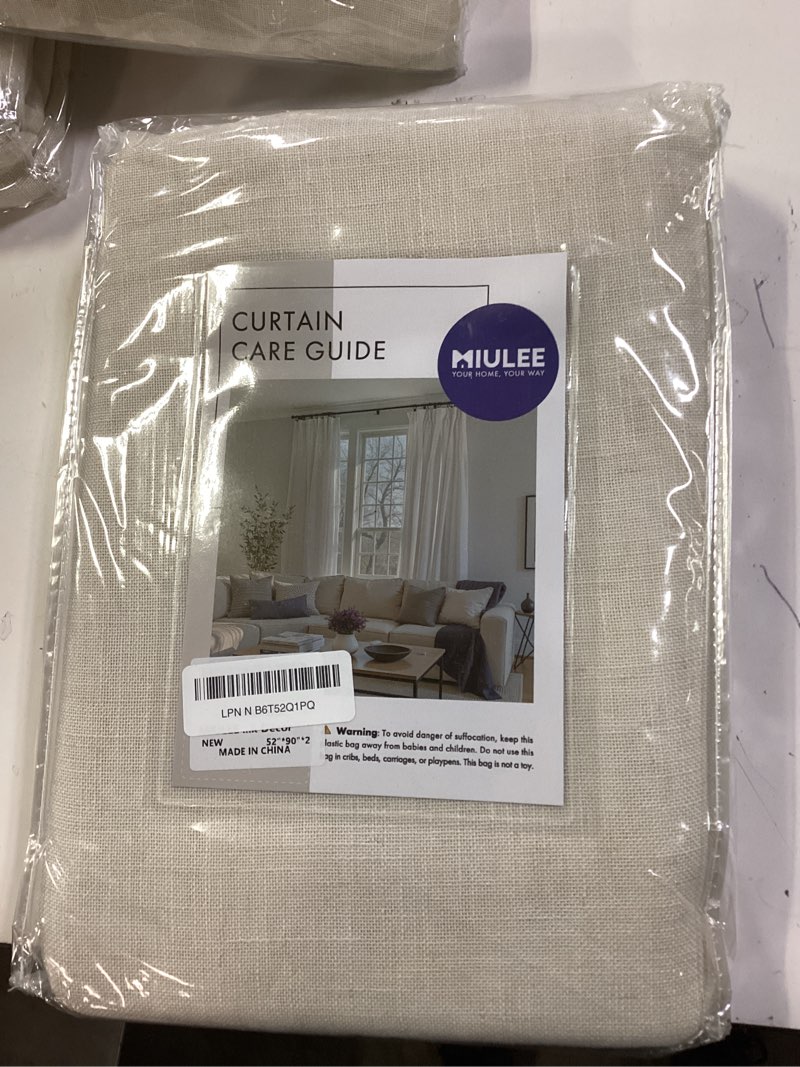 CURTAIN
CARE GUIDE
MIULEE
YOUR HOME, YOUR WAY
LPN N B6T52Q1PQ
Decor
NEW 52"*90"*2
MADE IN CHINA
Warning: To avoid danger of suffocation, keep this
lastic bag away from babies and children. Do not use this
ag in cribs, beds, carriages, or playpens. This bag is not a toy.